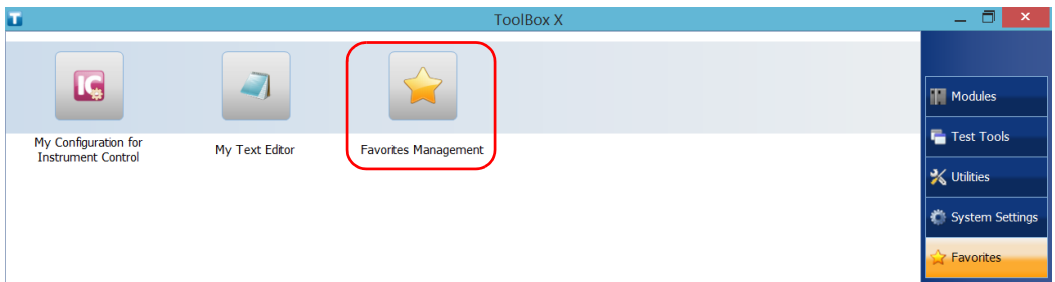 T
ToolBox X
IC
My Configuration for
Instrument Control
My Text Editor
Favorites Management
Modules
Test Tools
Utilities
System Settings
Favorites